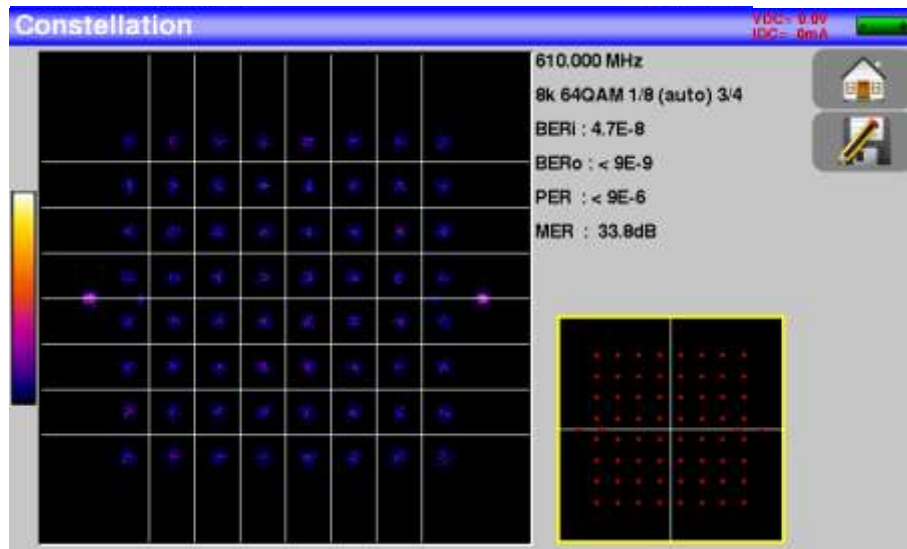 Constellation
VDC= 0.0V
IDC= 0mA
610.000 MHz
8k 64QAM 1/8 (auto) 3/4
BERi : 4.7E-8
BERo : < 9E-9
PER : < 9E-6
MER : 33.8dB